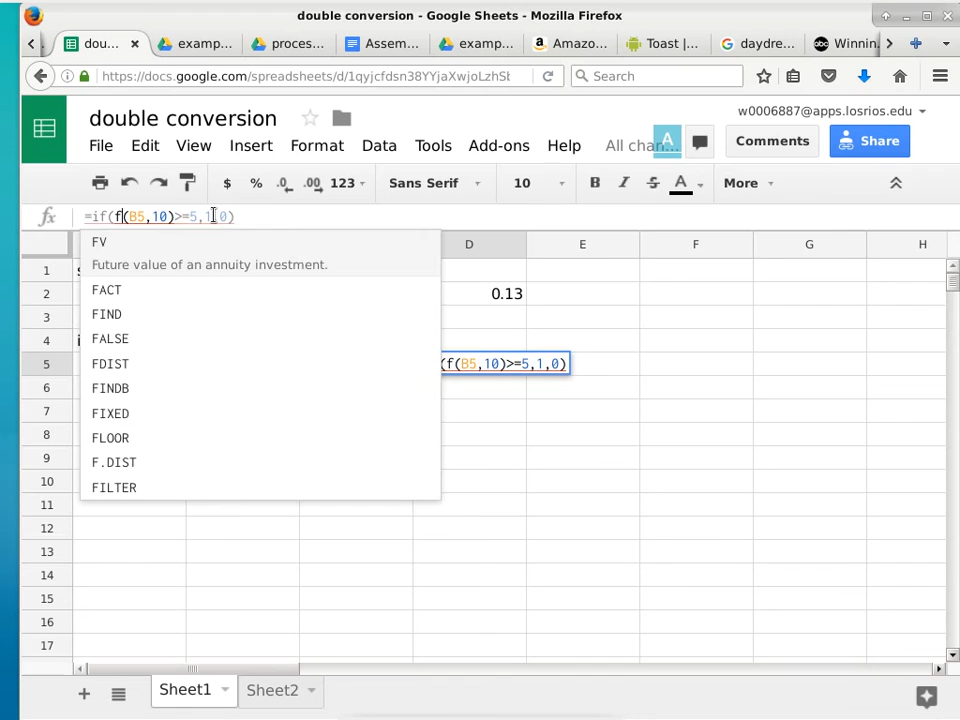 double conversion - Google Sheets - Mozilla Firefox
dou...
examp...
proces...
Assem...
examp...
Amazo...
Toast |...
daydre...
Winnin...
https://docs.google.com/spreadsheets/d/1qyjcfdsn38YYjaXwjoLzhSb
Search
double conversion
w0006887@apps.losrios.edu
File Edit View Insert Format Data Tools Add-ons Help All chan...
A
Comments
Share
$ % .0 .00 123 Sans Serif 10 B I S A More
fx =if(f(B5,10)>=5,1,0)
FV
Future value of an annuity investment.
FACT
FIND
FALSE
FDIST
FINDB
FIXED
FLOOR
F.DIST
FILTER
D E F G H
1
2 0.13
3
4
5 (f(B5,10)>=5,1,0)
6
7
8
9
10
11
12
13
14
15
16
17
+ Sheet1 Sheet2